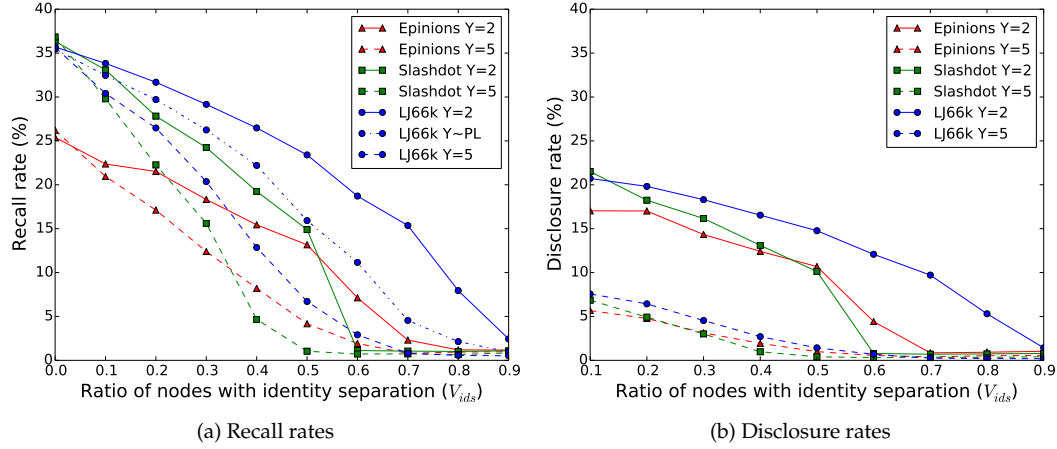 Recall rate (%)
40
35
30
25
20
15
10
5
0
0.0 0.1 0.2 0.3 0.4 0.5 0.6 0.7 0.8 0.9
Ratio of nodes with identity separation (V_ids)
Epinions Y=2
Epinions Y=5
Slashdot Y=2
Slashdot Y=5
LJ66k Y=2
LJ66k Y~PL
LJ66k Y=5
(a) Recall rates
Disclosure rate (%)
40
35
30
25
20
15
10
5
0
0.1 0.2 0.3 0.4 0.5 0.6 0.7 0.8 0.9
Ratio of nodes with identity separation (V_ids)
Epinions Y=2
Epinions Y=5
Slashdot Y=2
Slashdot Y=5
LJ66k Y=2
LJ66k Y=5
(b) Disclosure rates